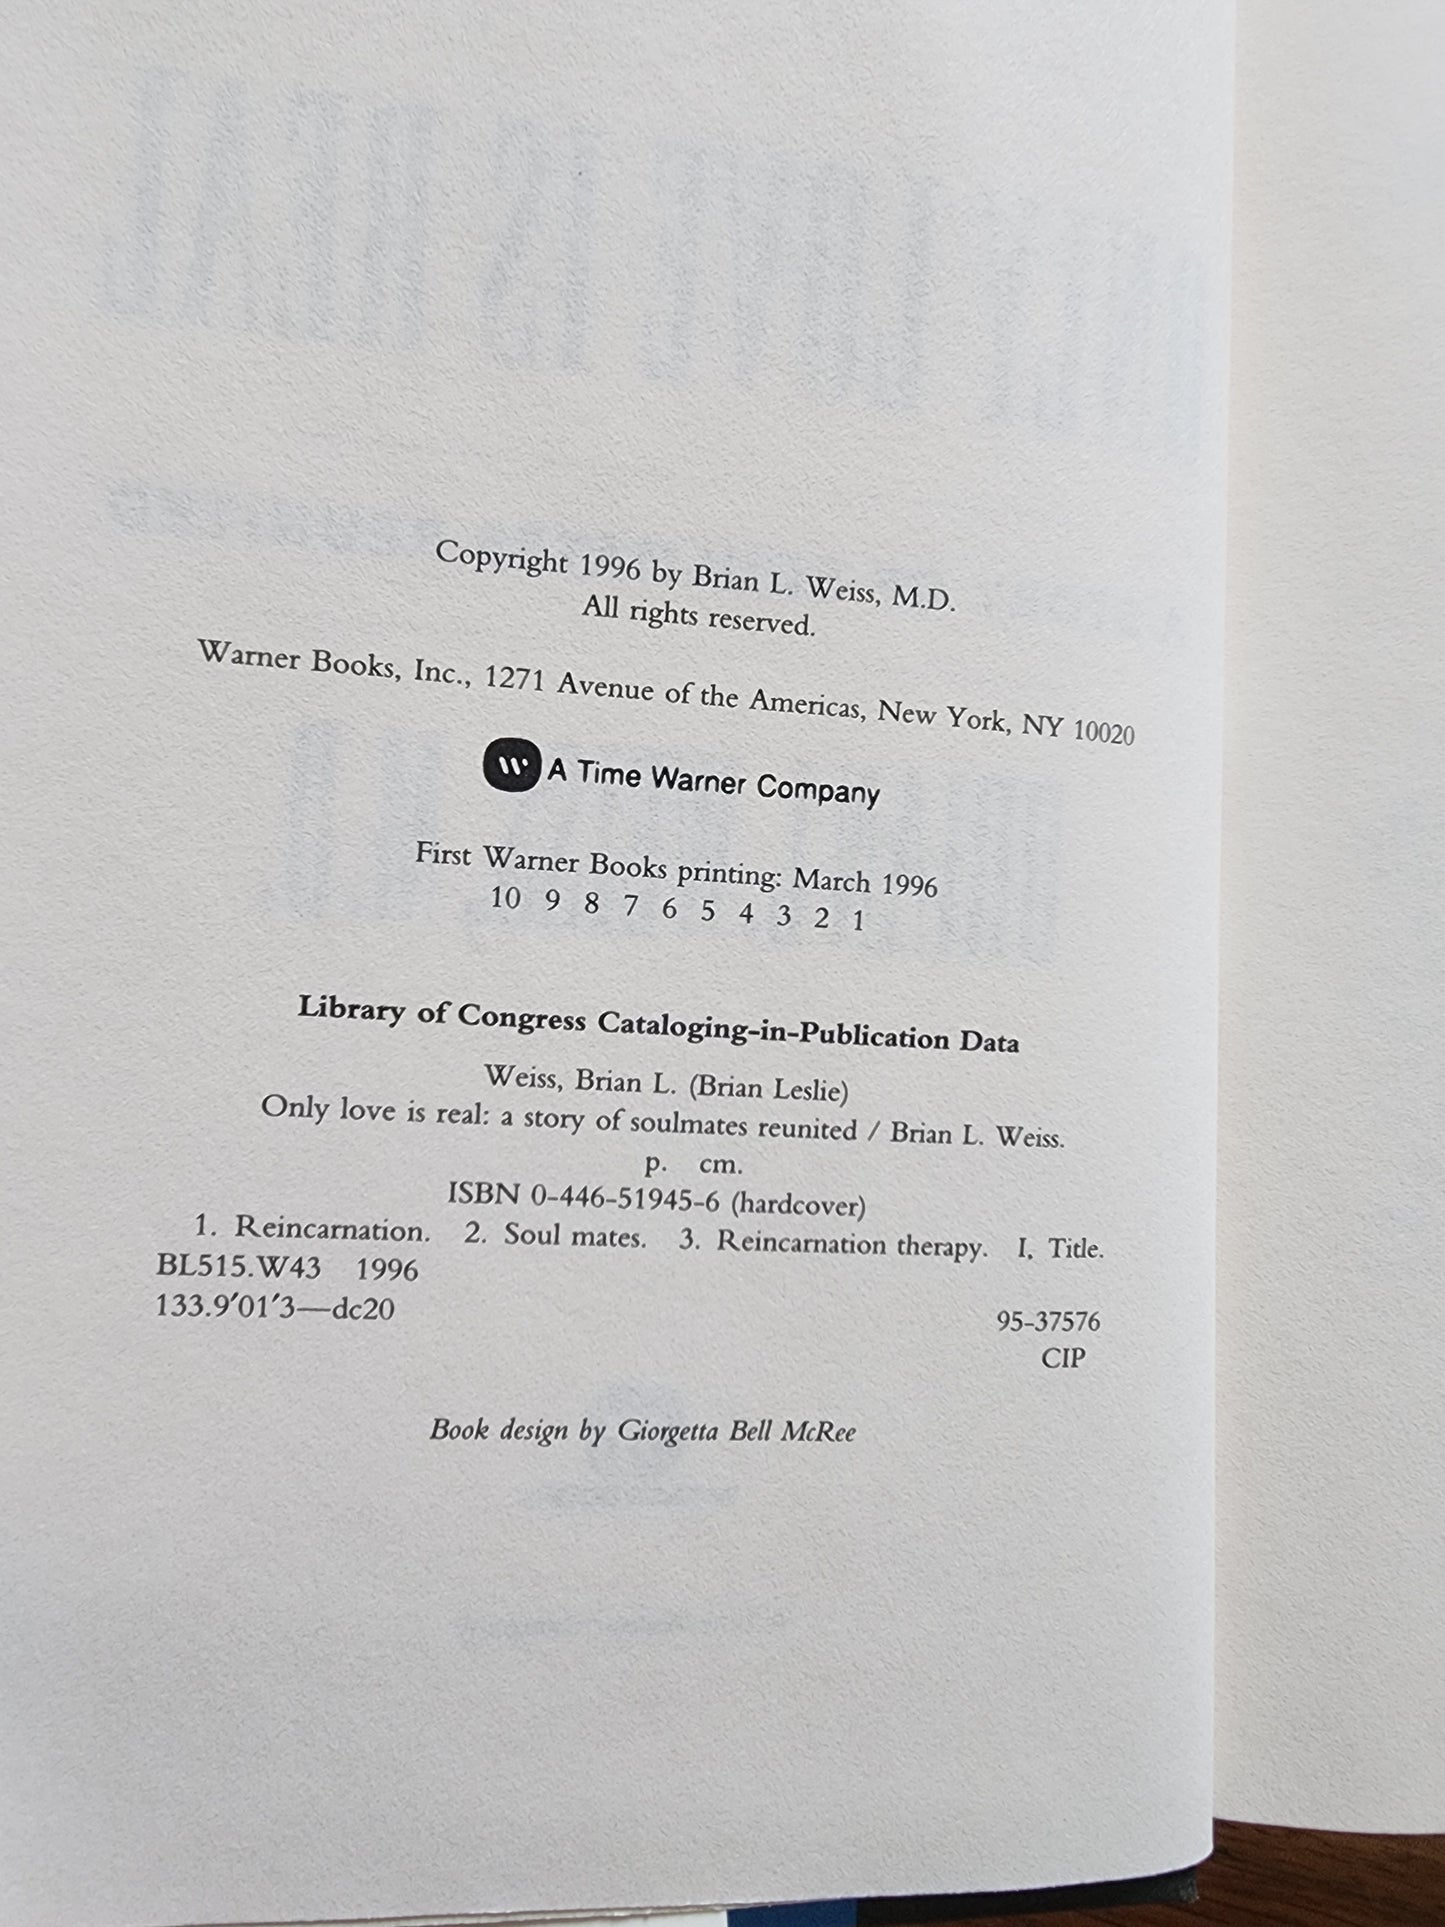 Copyright 1996 by Brian L. Weiss, M.D.
All rights reserved.
Warner Books, Inc., 1271 Avenue of the Americas, New York, NY 10020
W A Time Warner Company
First Warner Books printing: March 1996
10 9 8 7 6 5 4 3 2 1
Library of Congress Cataloging-in-Publication Data
Weiss, Brian L. (Brian Leslie)
Only love is real: a story of soulmates reunited / Brian L. Weiss.
p. cm.
ISBN 0-446-51945-6 (hardcover)
1. Reincarnation. 2. Soul mates. 3. Reincarnation therapy. I. Title.
BL515.W43 1996
133.9′01′3—dc20
95-37576
CIP
Book design by Giorgetta Bell McRee